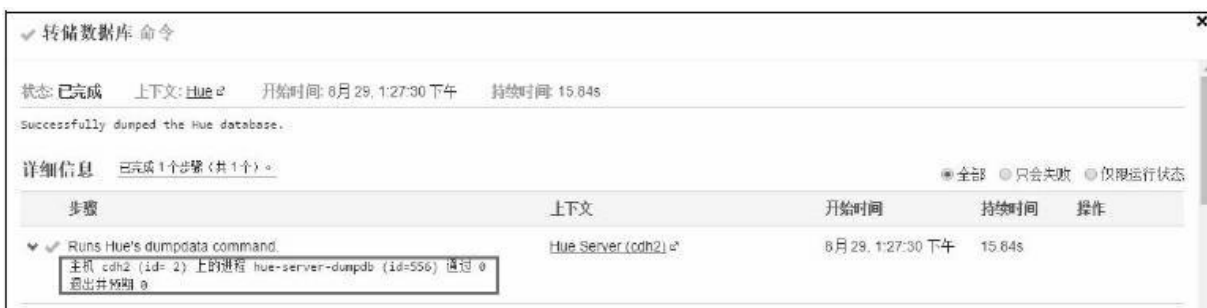 转储数据库 命令
状态: 已完成 上下文: Hue 开始时间: 8月 29, 1:27:30 下午 持续时间: 15.84s
Successfully dumped the Hue database.
详细信息 已完成 1 个步骤（共 1 个）。
全部 只会失败 仅限运行状态
步骤 上下文 开始时间 持续时间 操作
Runs Hue's dumpdata command. Hue Server (cdh2) 8月 29, 1:27:30 下午 15.84s
主机 cdh2 (id= 2) 上的进程 hue-server-dumpdb (id=556) 通过 0
退出并预期 0